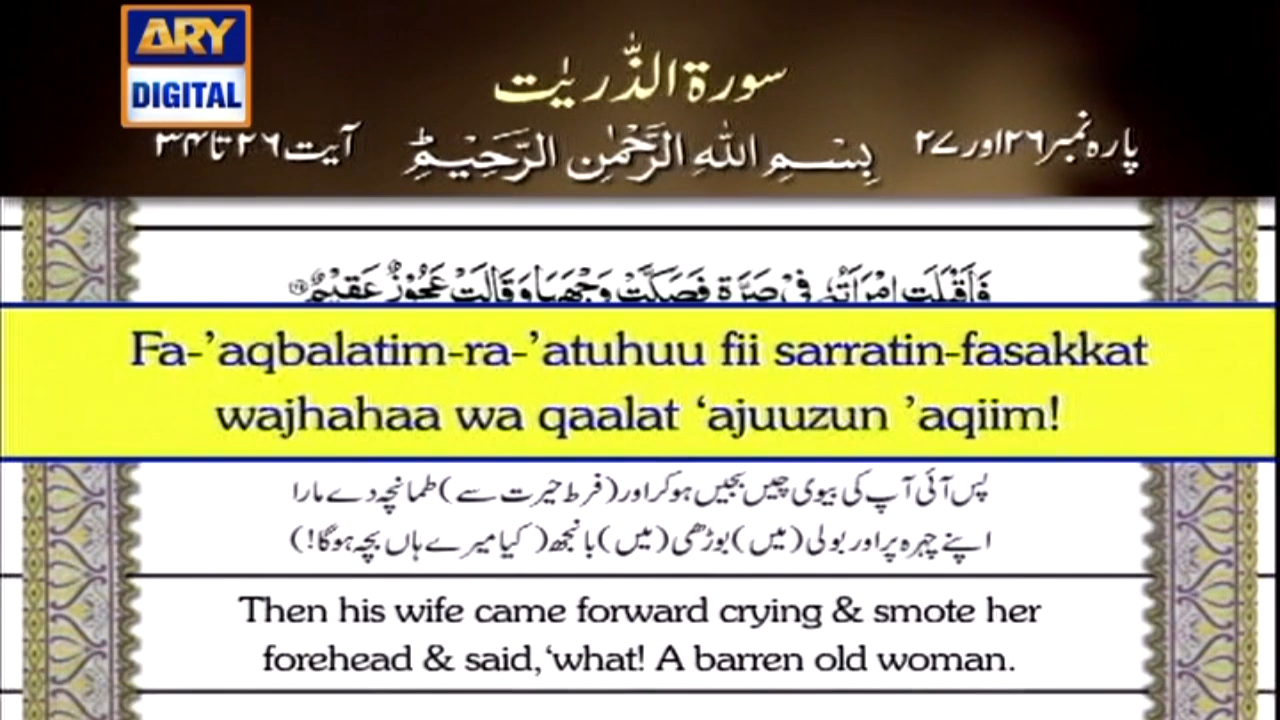 ARY
DIGITAL
سورۃ الذّٰریٰت
پارہ نمبر ۲۶ اور ۲۷
بِسْمِ اللهِ الرَّحْمٰنِ الرَّحِيْمِ
آیت ۲۶ تا ۳۴
فَاَقْبَلَتِ امْرَاَتُهٗ فِیْ صَرَّةٍ فَصَكَّتْ وَجْهَهَا وَ قَالَتْ عَجُوْزٌ عَقِیْمٌ
Fa-’aqbalatim-ra-’atuhuu fii sarratin-fasakkat
wajhahaa wa qaalat ‘ajuuzun ’aqiim!
پس آئی آپ کی بیوی چیں بجبیں ہو کر اور (فرط حیرت سے) طمانچہ دے مارا
اپنے چہرہ پر اور بولی (میں) بوڑھی (میں) بانجھ (کیا میرے ہاں بچہ ہوگا!)
Then his wife came forward crying & smote her
forehead & said,‘what! A barren old woman.